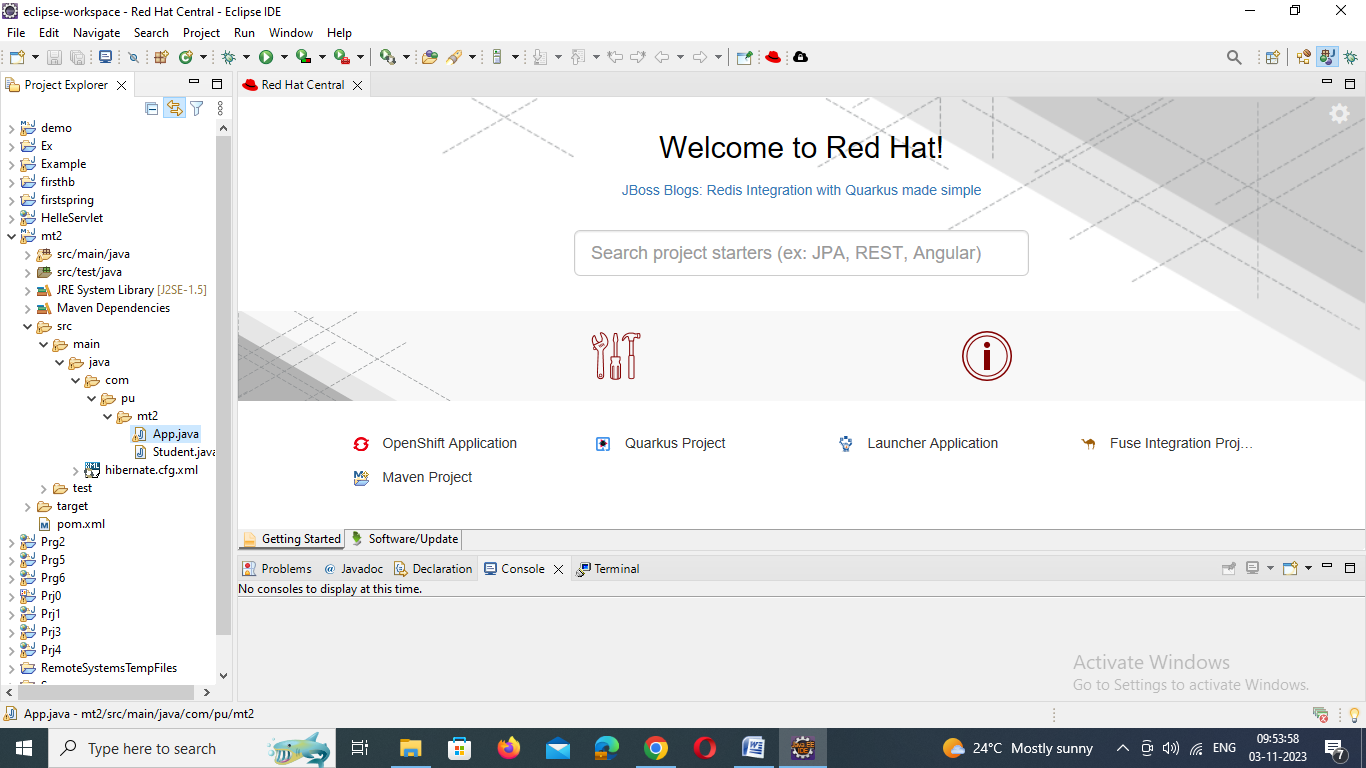 eclipse-workspace - Red Hat Central - Eclipse IDE
File Edit Navigate Search Project Run Window Help
Project Explorer
demo
Ex
Example
firsthb
firstspring
HelleServlet
mt2
src/main/java
src/test/java
JRE System Library [J2SE-1.5]
Maven Dependencies
src
main
java
com
pu
mt2
App.java
Student.java
hibernate.cfg.xml
test
target
pom.xml
Prg2
Prg5
Prg6
Prj0
Prj1
Prj3
Prj4
RemoteSystemsTempFiles
Red Hat Central
Welcome to Red Hat!
JBoss Blogs: Redis Integration with Quarkus made simple
Search project starters (ex: JPA, REST, Angular)
OpenShift Application Quarkus Project Launcher Application Fuse Integration Proj...
Maven Project
Getting Started Software/Update
Problems Javadoc Declaration Console Terminal
No consoles to display at this time.
Activate Windows
Go to Settings to activate Windows.
App.java - mt2/src/main/java/com/pu/mt2
Type here to search
24°C Mostly sunny
ENG
09:53:58
03-11-2023
7